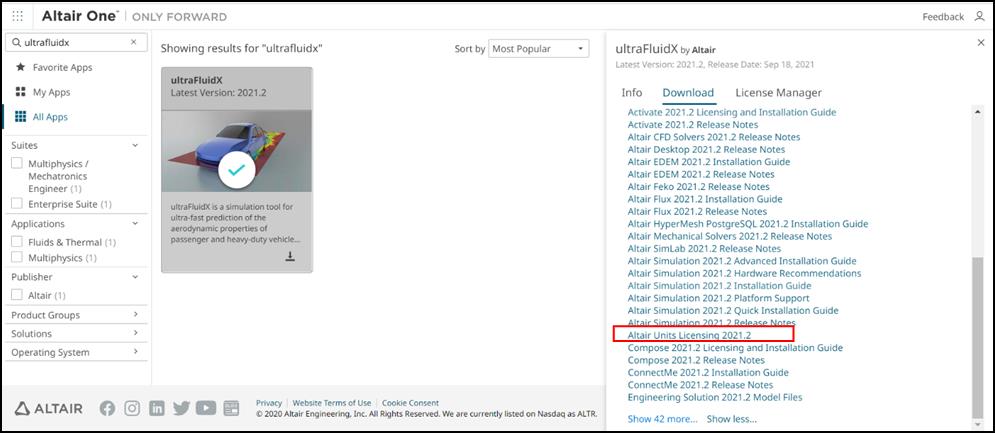 Altair One™ | ONLY FORWARD
Feedback
ultrafluidx
Favorite Apps
My Apps
All Apps
Suites
Multiphysics /
Mechatronics
Engineer (1)
Enterprise Suite (1)
Applications
Fluids & Thermal (1)
Multiphysics (1)
Publisher
Altair (1)
Product Groups
Solutions
Operating System
Showing results for "ultrafluidx"
Sort by Most Popular
ultraFluidX
Latest Version: 2021.2
ultraFluidX is a simulation tool for
ultra-fast prediction of the
aerodynamic properties of
passenger and heavy-duty vehicle...
ultraFluidX by Altair
Latest Version: 2021.2, Release Date: Sep 18, 2021
Info Download License Manager
Activate 2021.2 Licensing and Installation Guide
Activate 2021.2 Release Notes
Altair CFD Solvers 2021.2 Release Notes
Altair Desktop 2021.2 Release Notes
Altair EDEM 2021.2 Installation Guide
Altair EDEM 2021.2 Release Notes
Altair Feko 2021.2 Release Notes
Altair Flux 2021.2 Installation Guide
Altair Flux 2021.2 Release Notes
Altair HyperMesh PostgreSQL 2021.2 Installation Guide
Altair Mechanical Solvers 2021.2 Release Notes
Altair SimLab 2021.2 Release Notes
Altair Simulation 2021.2 Advanced Installation Guide
Altair Simulation 2021.2 Hardware Recommendations
Altair Simulation 2021.2 Installation Guide
Altair Simulation 2021.2 Platform Support
Altair Simulation 2021.2 Quick Installation Guide
Altair Simulation 2021.2 Release Notes
Altair Units Licensing 2021.2
Compose 2021.2 Licensing and Installation Guide
Compose 2021.2 Release Notes
ConnectMe 2021.2 Installation Guide
ConnectMe 2021.2 Release Notes
Engineering Solution 2021.2 Model Files
Show 42 more... Show less...
ALTAIR
Privacy | Website Terms of Use | Cookie Consent
© 2020 Altair Engineering, Inc. All Rights Reserved. We are currently listed on Nasdaq as ALTR.